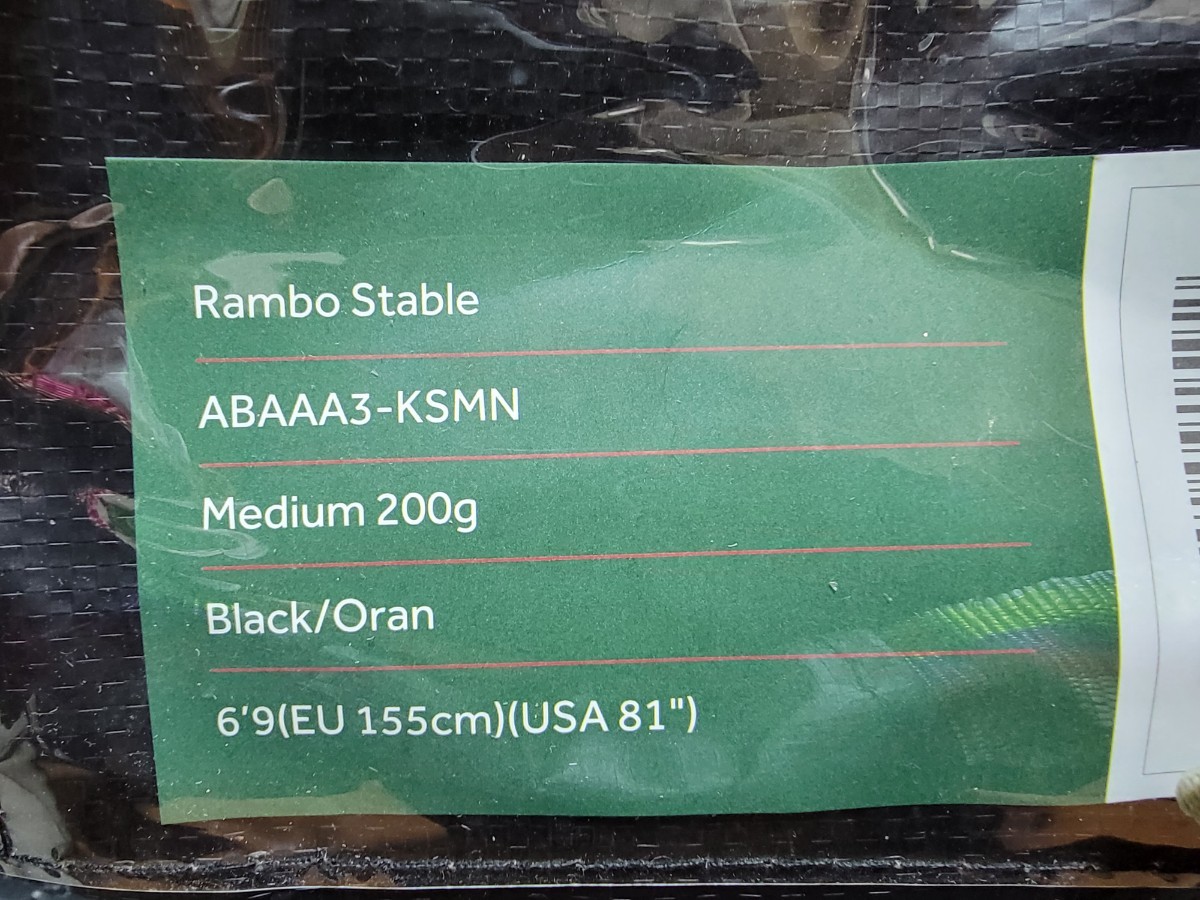 Rambo Stable
ABAAA3-KSMN
Medium 200g
Black/Oran
6'9(EU 155cm)(USA 81")